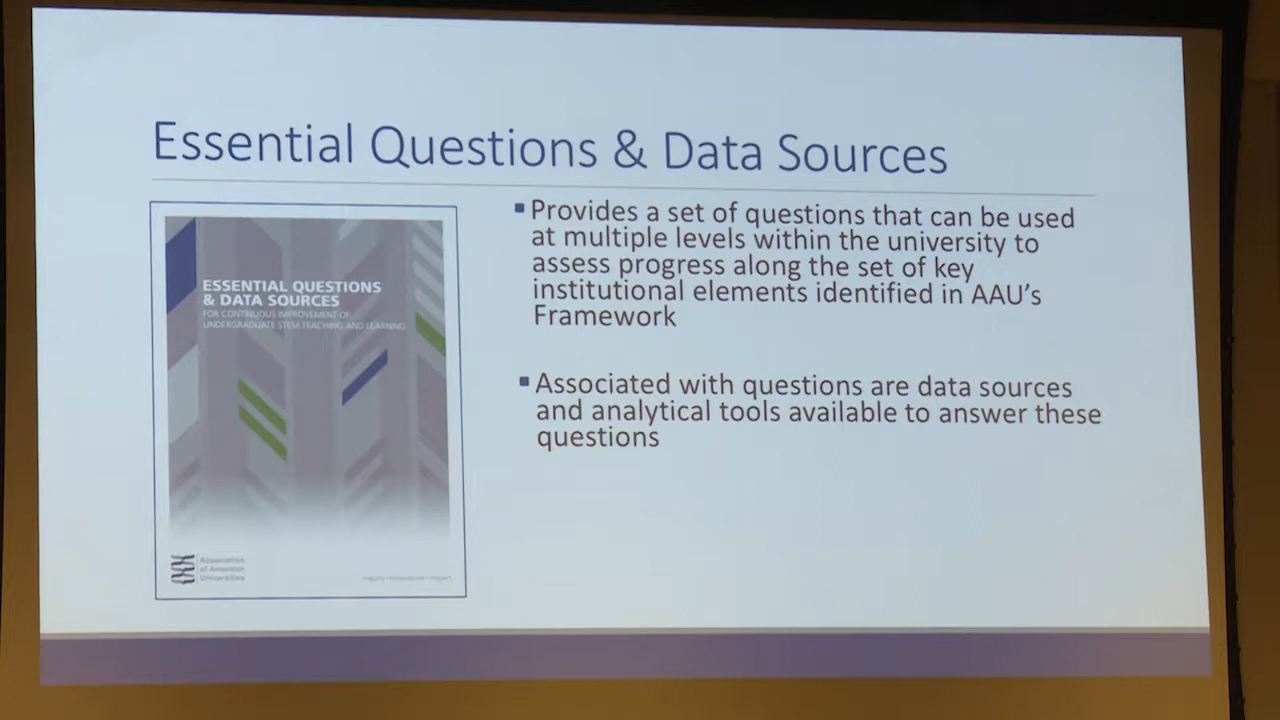 Essential Questions & Data Sources
▪ Provides a set of questions that can be used
at multiple levels within the university to
assess progress along the set of key
institutional elements identified in AAU’s
Framework
▪ Associated with questions are data sources
and analytical tools available to answer these
questions
ESSENTIAL QUESTIONS
& DATA SOURCES
FOR CONTINUOUS IMPROVEMENT OF
UNDERGRADUATE STEM TEACHING AND LEARNING
Association
of American
Universities